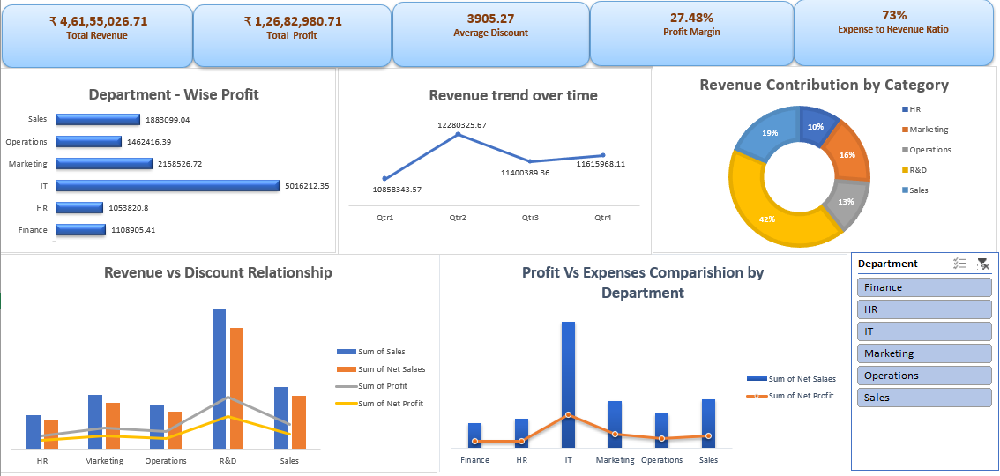 ₹ 4,61,55,026.71
Total Revenue
₹ 1,26,82,980.71
Total Profit
3905.27
Average Discount
27.48%
Profit Margin
73%
Expense to Revenue Ratio
Department - Wise Profit
Sales
1883099.04
Operations
1462416.39
Marketing
2158526.72
IT
5016212.35
HR
1053820.8
Finance
1108905.41
Revenue trend over time
12280325.67
10858343.57
11400389.36
11615968.11
Qtr1
Qtr2
Qtr3
Qtr4
Revenue Contribution by Category
10%
16%
13%
42%
19%
HR
Marketing
Operations
R&D
Sales
Revenue vs Discount Relationship
Sum of Sales
Sum of Net Salaes
Sum of Profit
Sum of Net Profit
HR
Marketing
Operations
R&D
Sales
Profit Vs Expenses Comparishion by
Department
Sum of Net Salaes
Sum of Net Profit
Finance
HR
IT
Marketing
Operations
Sales
Department
Finance
HR
IT
Marketing
Operations
Sales